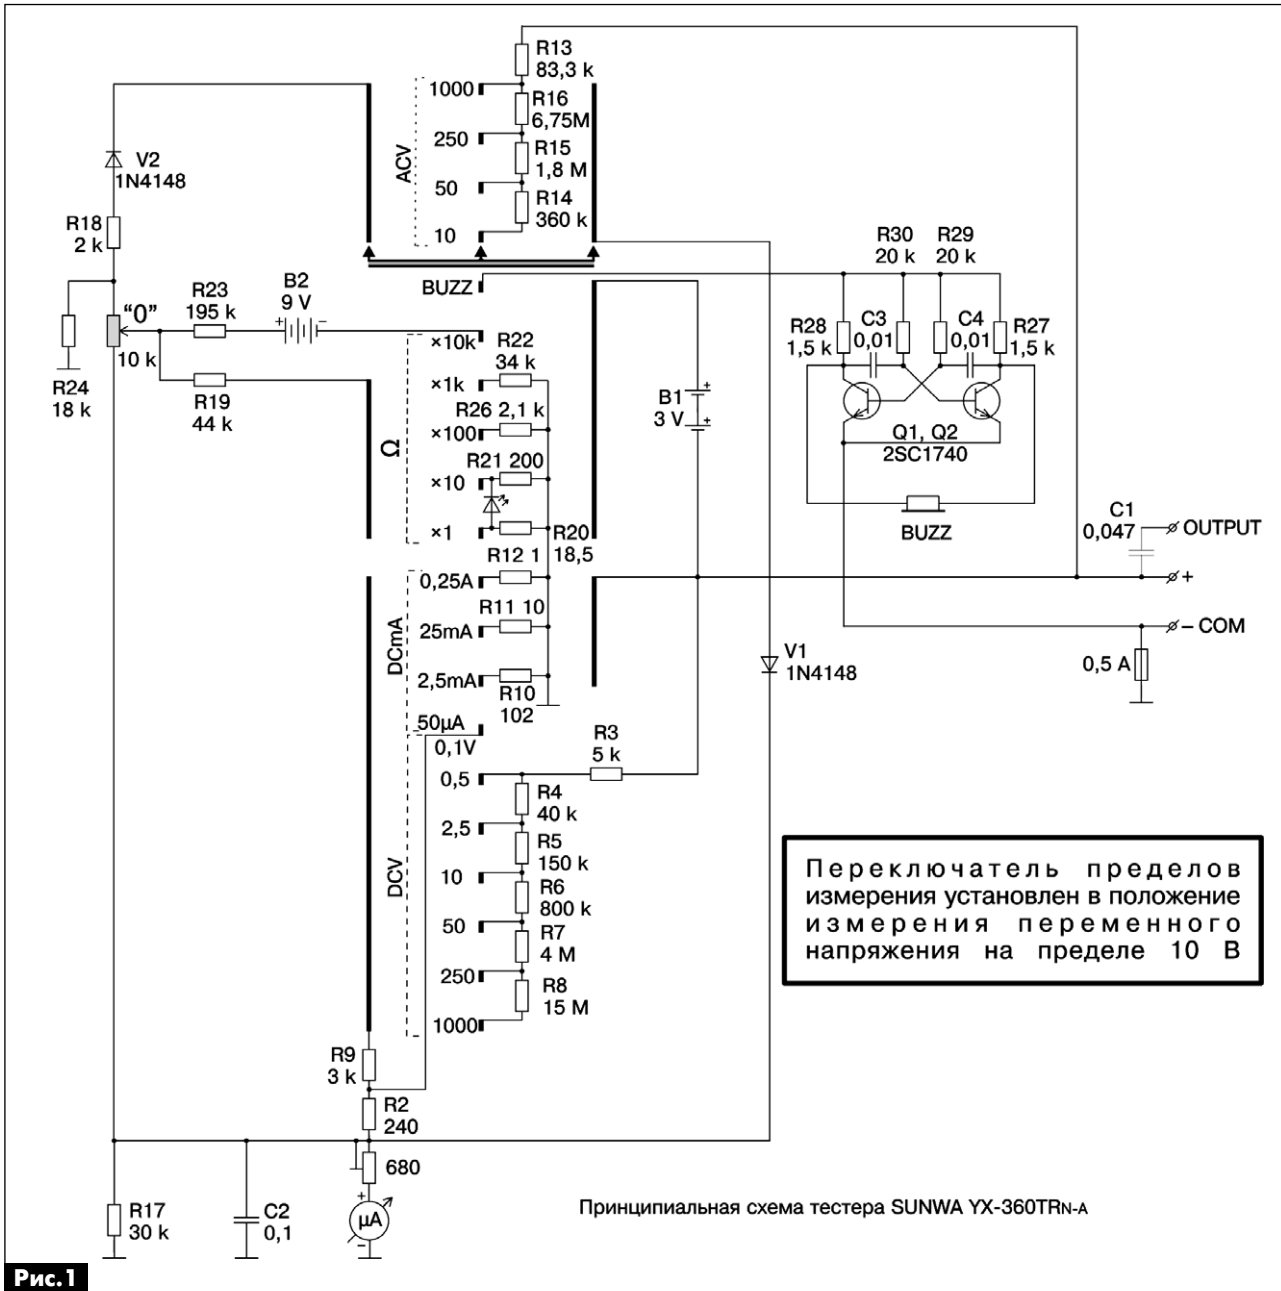 R13
83,3 k
1000
R16
6,75M
250
R15
1,8 M
50
R14
360 k
10
ACV
V2
1N4148
R18
2 k
B2
9 V
+
−
R23
195 k
"0"
10 k
R24
18 k
R19
44 k
BUZZ
×10k
R22
34 k
×1k
R26 2,1 k
×100
R21 200
×10
×1
Ω
R20
18,5
B1
3 V
+
+
R30
20 k
R29
20 k
R28
1,5 k
C3
0,01
C4
0,01
R27
1,5 k
Q1, Q2
2SC1740
BUZZ
C1
0,047
OUTPUT
+
– COM
0,5 A
R12 1
0,25A
R11 10
25mA
2,5mA
R10
102
DCmA
50µA
0,1V
V1
1N4148
R3
5 k
0,5
R4
40 k
2,5
R5
150 k
10
R6
800 k
50
R7
4 M
250
R8
15 M
1000
DCV
R9
3 k
R2
240
680
+
µA
−
R17
30 k
C2
0,1
Переключатель пределов
измерения установлен в положение
измерения переменного
напряжения на пределе 10 В
Принципиальная схема тестера SUNWA YX-360TRN-A
Рис.1